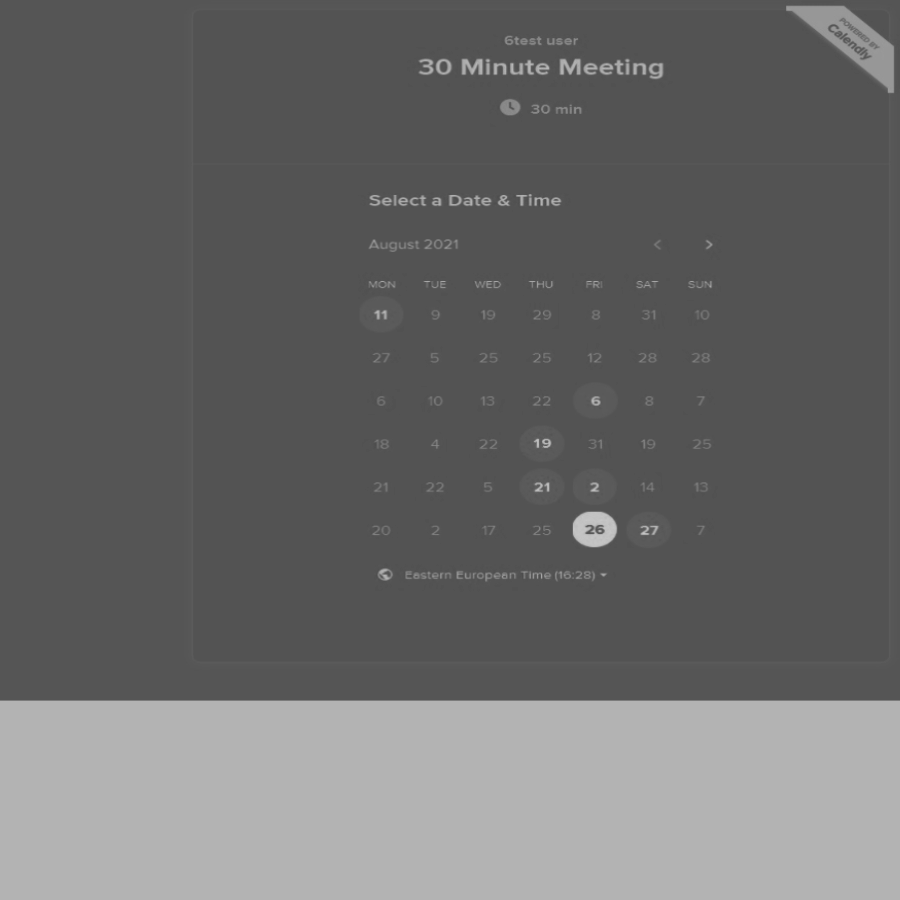 6test user
30 Minute Meeting
30 min
POWERED BY
Calendly
Select a Date & Time
August 2021
MON TUE WED THU FRI SAT SUN
11 9 19 29 8 31 10
27 5 25 25 12 28 28
6 10 13 22 6 8 7
18 4 22 31 19 25
21 22 5 21 2 14 13
20 2 17 25 26 27 7
Eastern European Time (16:28)